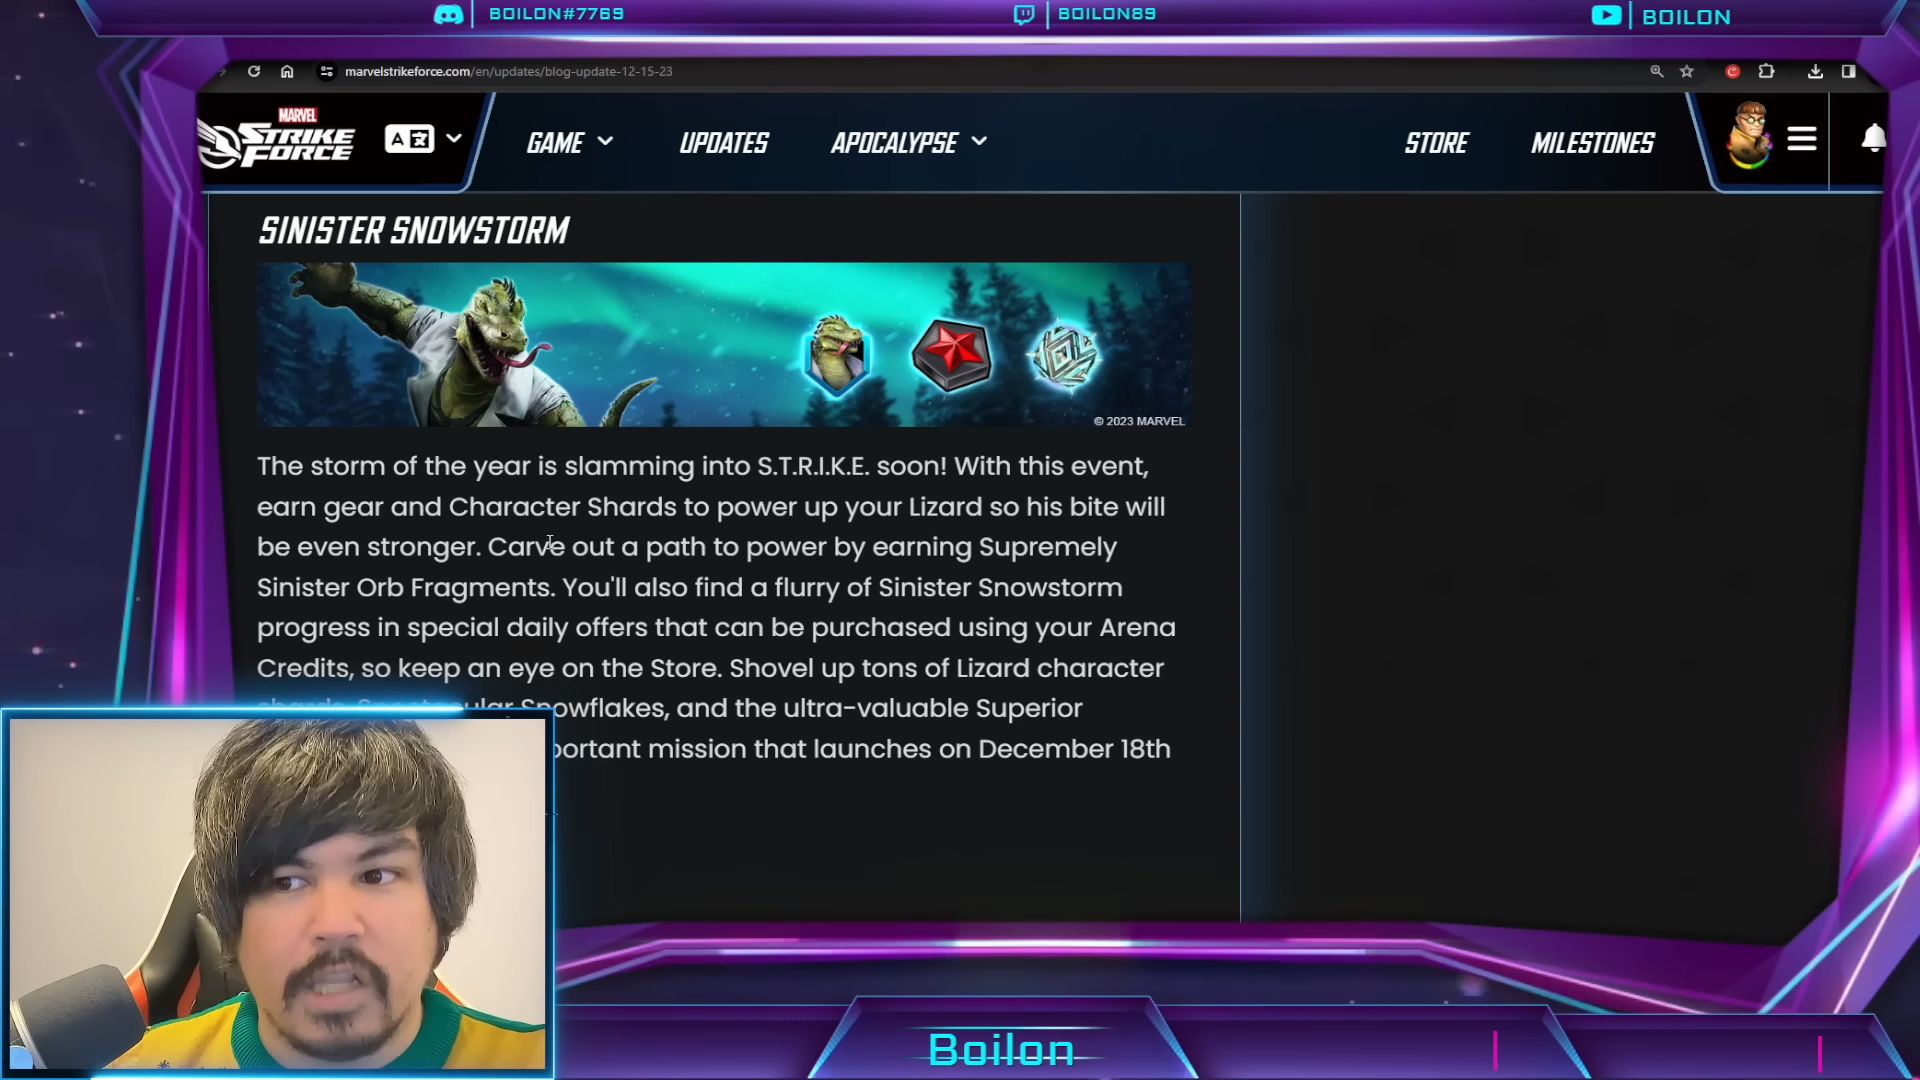 BOILON#7769
BOILON89
BOILON
marvelstrikeforce.com/en/updates/blog-update-12-15-23
MARVEL
STRIKE FORCE
GAME
UPDATES
APOCALYPSE
STORE
MILESTONES
SINISTER SNOWSTORM
© 2023 MARVEL
The storm of the year is slamming into S.T.R.I.K.E. soon! With this event,
earn gear and Character Shards to power up your Lizard so his bite will
be even stronger. Carve out a path to power by earning Supremely
Sinister Orb Fragments. You'll also find a flurry of Sinister Snowstorm
progress in special daily offers that can be purchased using your Arena
Credits, so keep an eye on the Store. Shovel up tons of Lizard character
Snowflakes, and the ultra-valuable Superior
mission that launches on December 18th
Boilon